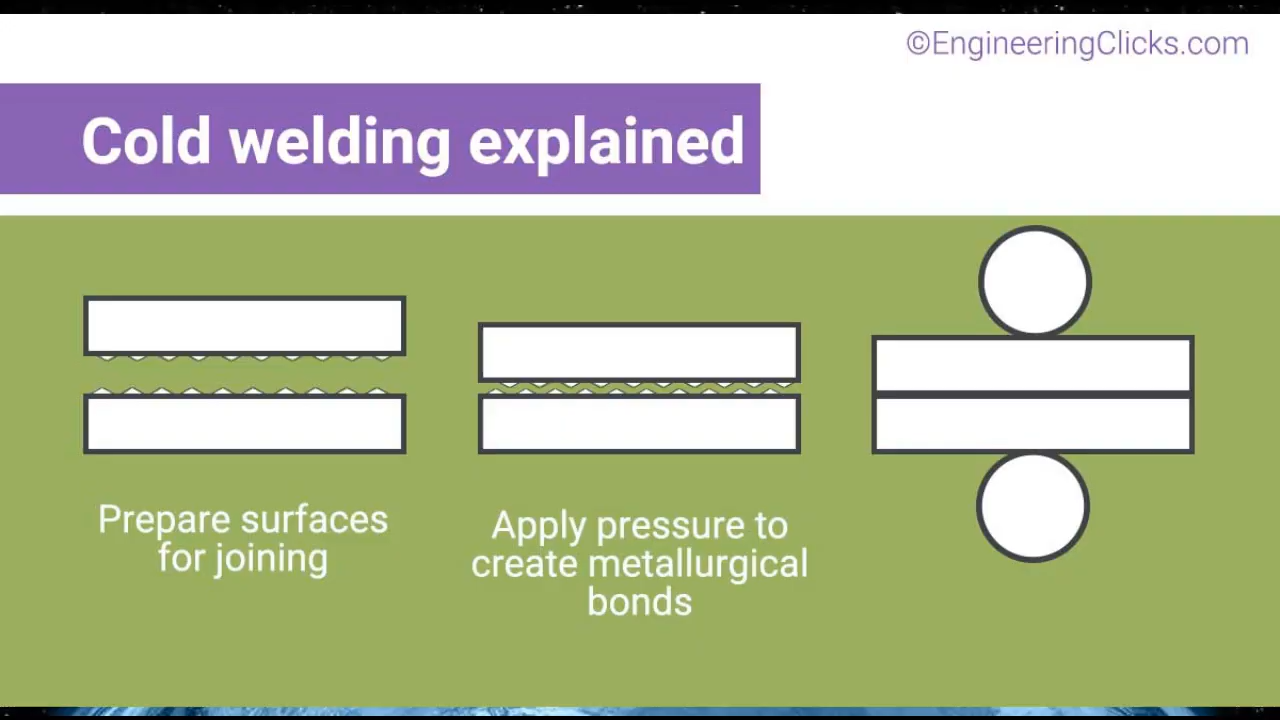 ©EngineeringClicks.com
Cold welding explained
Prepare surfaces
for joining
Apply pressure to
create metallurgical
bonds